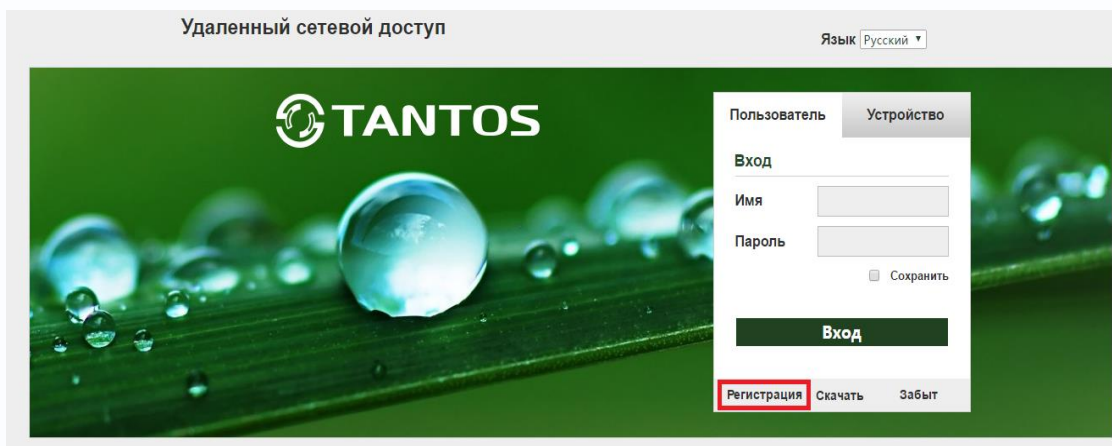 Удаленный сетевой доступ
Язык Русский
TANTOS
Пользователь Устройство
Вход
Имя
Пароль
Сохранить
Вход
Регистрация Скачать Забыт